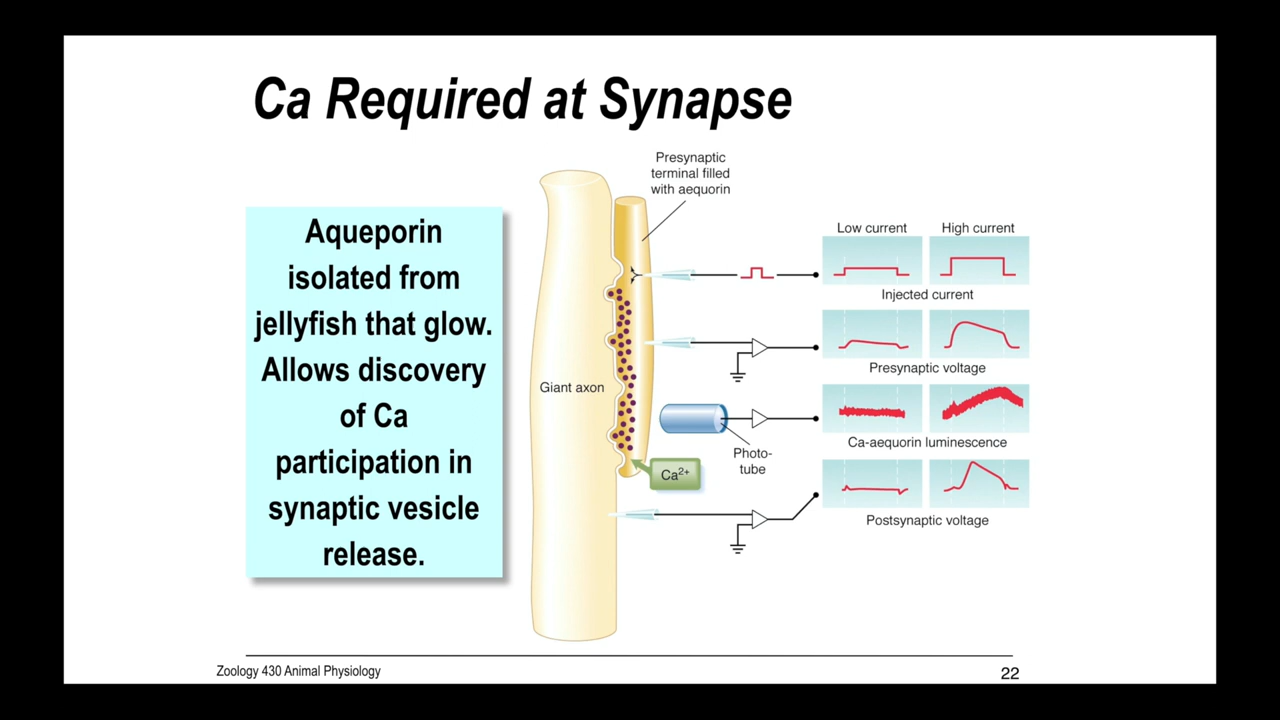 Ca Required at Synapse
Aqueporin
isolated from
jellyfish that glow.
Allows discovery
of Ca
participation in
synaptic vesicle
release.
Presynaptic
terminal filled
with aequorin
Giant axon
Ca2+
Photo-
tube
Low current
High current
Injected current
Presynaptic voltage
Ca-aequorin luminescence
Postsynaptic voltage
Zoology 430 Animal Physiology
22